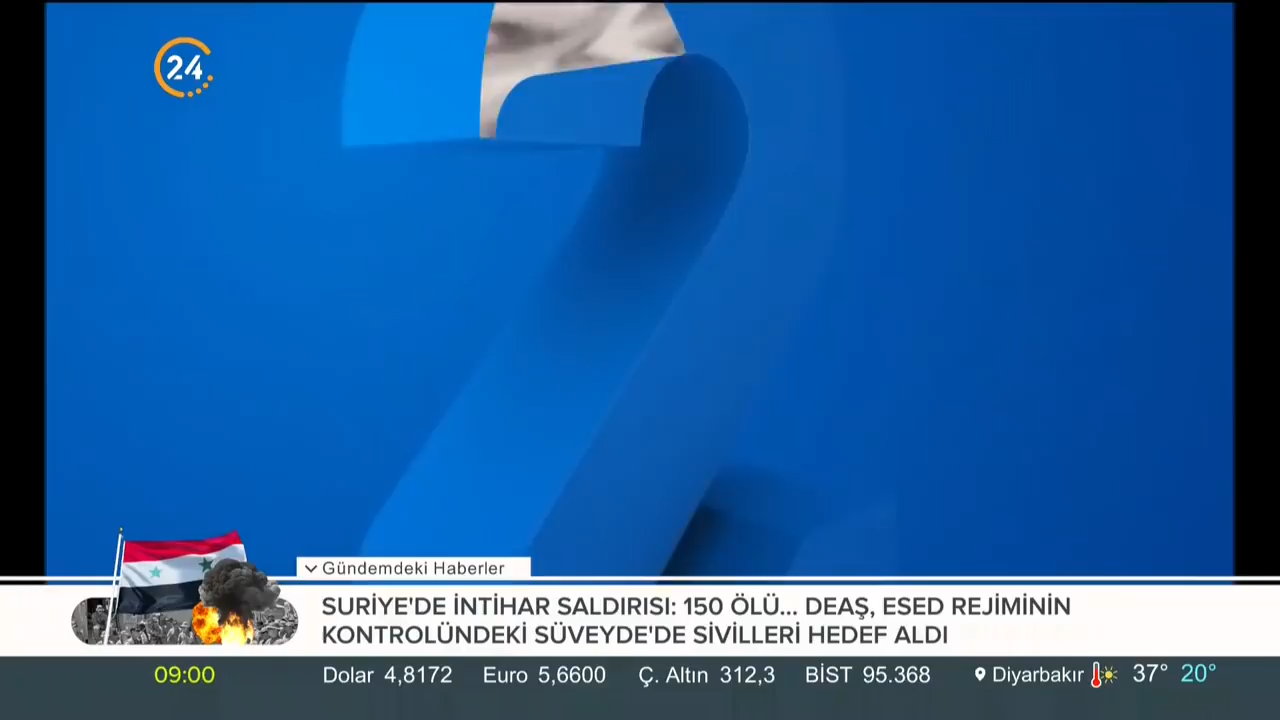 24
Gündemdeki Haberler
SURİYE'DE İNTİHAR SALDIRISI: 150 ÖLÜ... DEAŞ, ESED REJİMİNİN
KONTROLÜNDEKİ SÜVEYDE'DE SİVİLLERİ HEDEF ALDI
09:00 Dolar 4,8172 Euro 5,6600 Ç. Altın 312,3 BİST 95.368 Diyarbakır 37° 20°